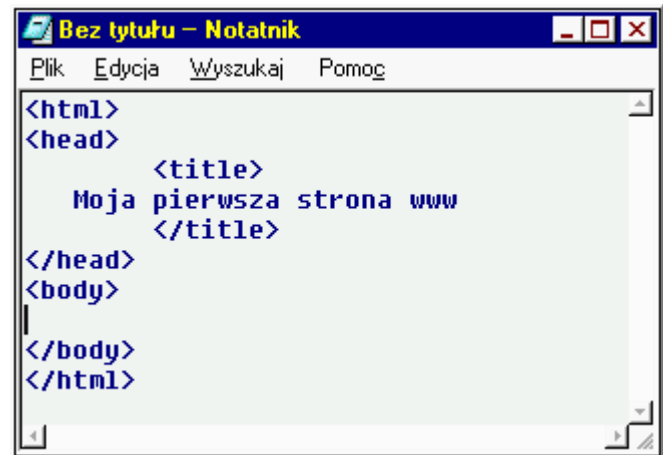 Bez tytułu – Notatnik
Plik Edycja Wyszukaj Pomoc
<html>
<head>
<title>
Moja pierwsza strona www
</title>
</head>
<body>
</body>
</html>